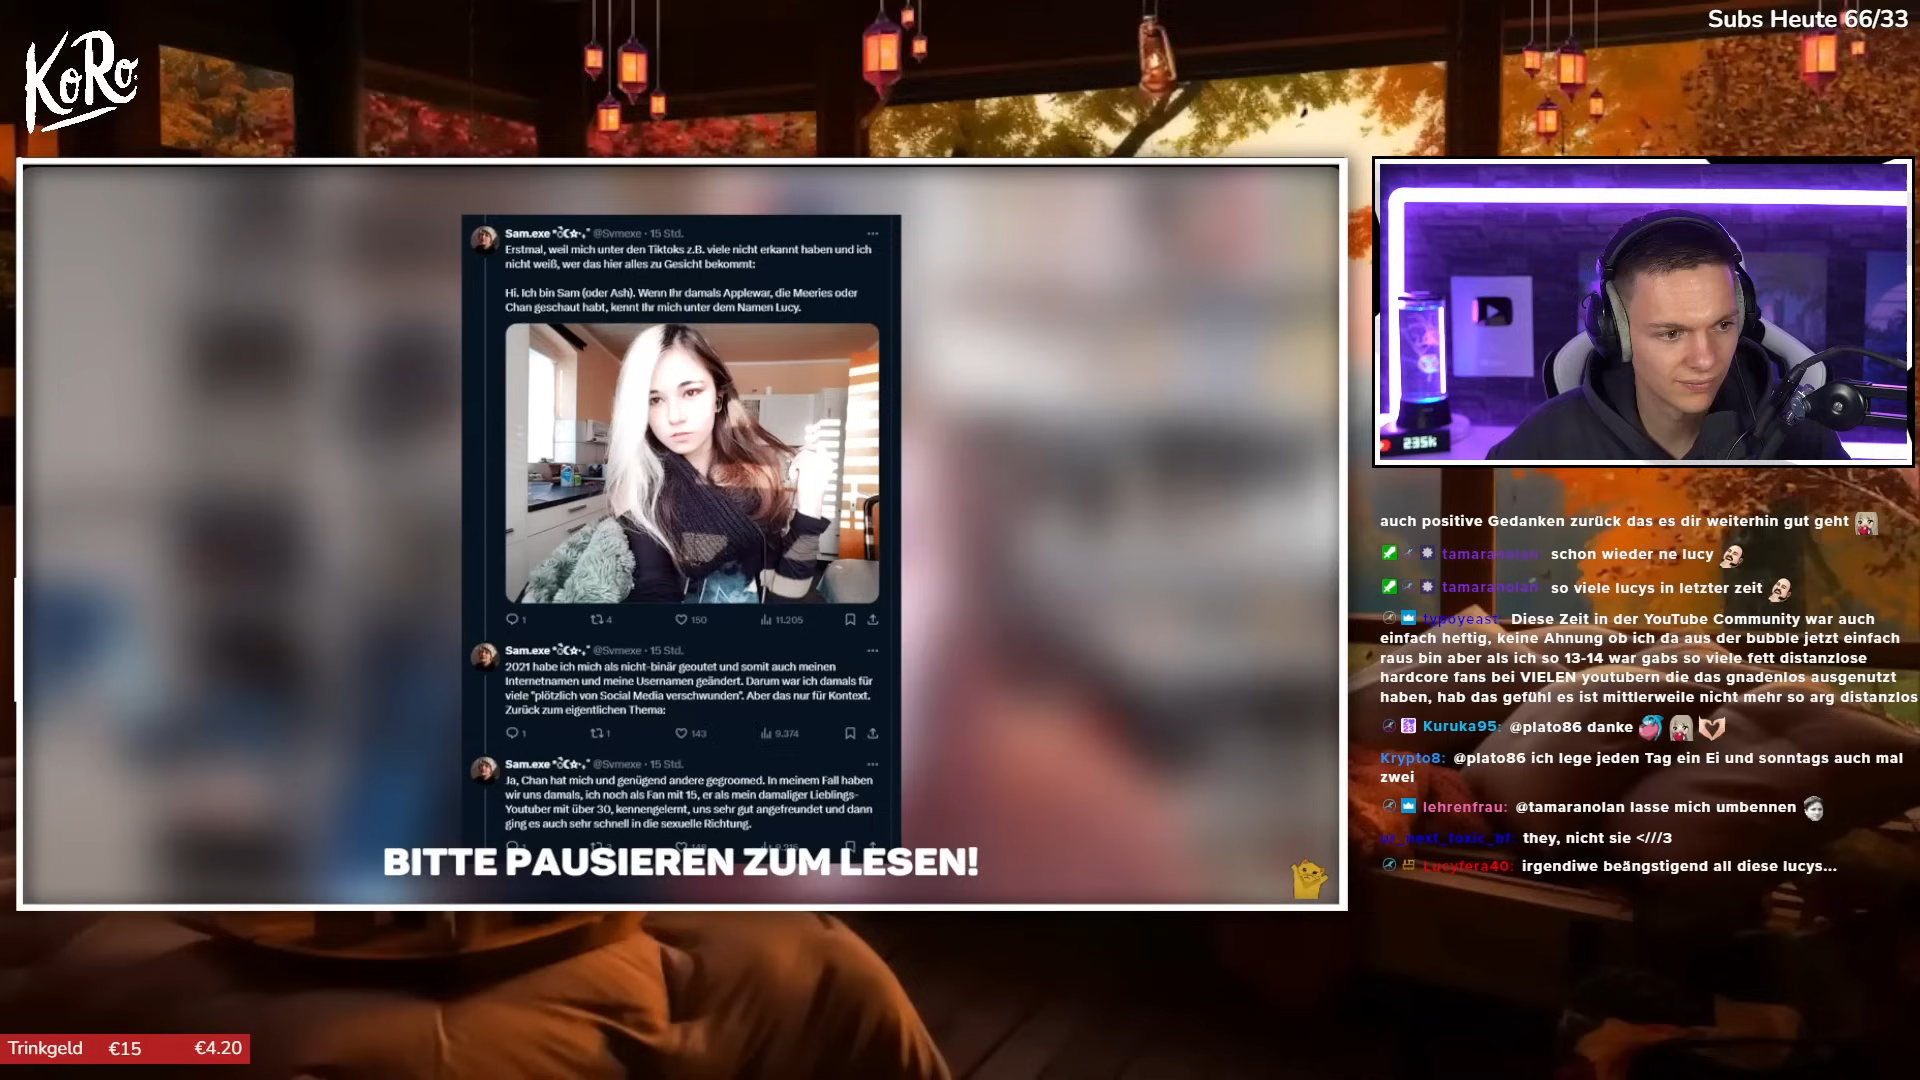 KoRo
Subs Heute 66/33
Sam.exe @Svmexe · 15 Std.
Erstmal, weil mich unter den Tiktoks z.B. viele nicht erkannt haben und ich
nicht weiß, wer das hier alles zu Gesicht bekommt:
Hi. Ich bin Sam (oder Ash). Wenn Ihr damals Applewar, die Meeries oder
Chan geschaut habt, kennt Ihr mich unter dem Namen Lucy.
1 4 150 11.205
Sam.exe @Svmexe · 15 Std.
2021 habe ich mich als nicht-binär geoutet und somit auch meinen
Internetnamen und meine Usernamen geändert. Darum war ich damals für
viele "plötzlich von Social Media verschwunden". Aber das nur für Kontext.
Zurück zum eigentlichen Thema:
1 1 143 9.374
Sam.exe @Svmexe · 15 Std.
Ja, Chan hat mich und genügend andere gegroomed. In meinem Fall haben
wir uns damals, ich noch als Fan mit 15, er als mein damaliger Lieblings-
Youtuber mit über 30, kennengelernt, uns sehr gut angefreundet und dann
ging es auch sehr schnell in die sexuelle Richtung.
BITTE PAUSIEREN ZUM LESEN!
235k
auch positive Gedanken zurück das es dir weiterhin gut geht
tamaranolan schon wieder ne lucy
tamaranolan so viele lucys in letzter zeit
typoyeast: Diese Zeit in der YouTube Community war auch
einfach heftig, keine Ahnung ob ich da aus der bubble jetzt einfach
raus bin aber als ich so 13-14 war gabs so viele fett distanzlose
hardcore fans bei VIELEN youtubern die das gnadenlos ausgenutzt
haben, hab das gefühl es ist mittlerweile nicht mehr so arg distanzlos
Kuruka95: @plato86 danke
Krypto8: @plato86 ich lege jeden Tag ein Ei und sonntags auch mal
zwei
lehrenfrau: @tamaranolan lasse mich umbennen
they, nicht sie <///3
Lucyfera40: irgendiwe beängstigend all diese lucys...
Trinkgeld €15 €4.20